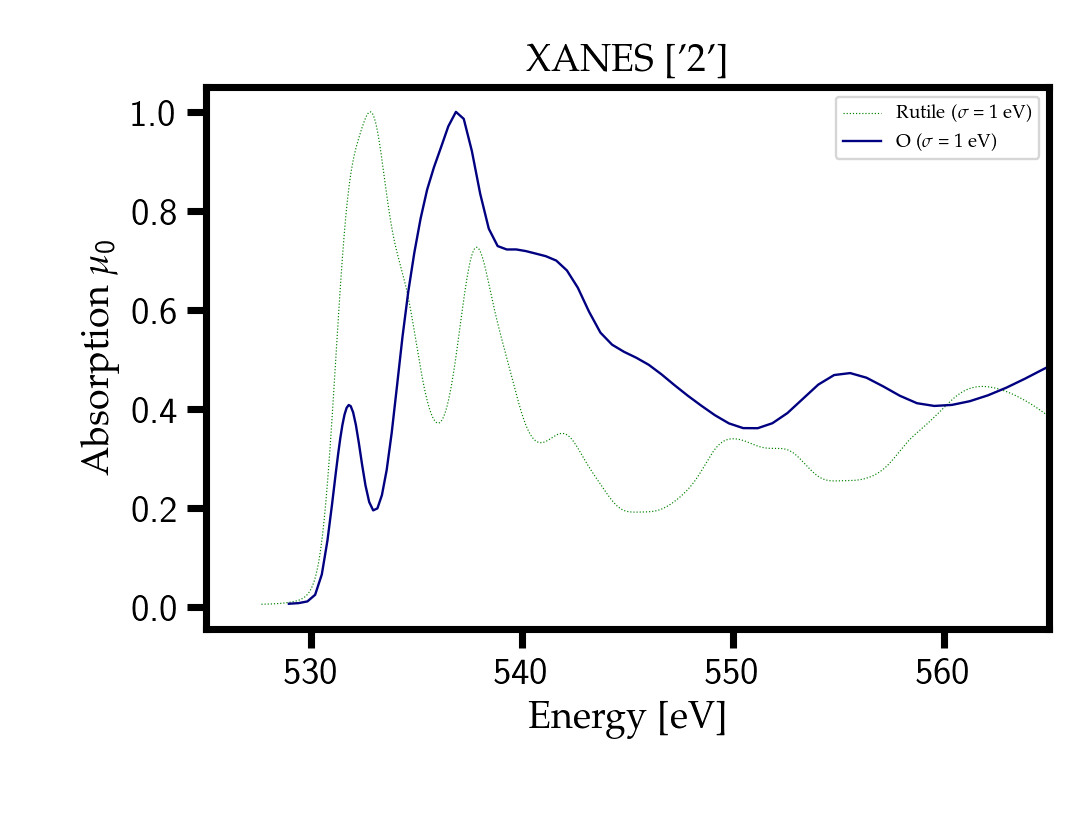 XANES ['2']
Rutile (σ = 1 eV)
O (σ = 1 eV)
Absorption μ₀
1.0
0.8
0.6
0.4
0.2
0.0
530 540 550 560
Energy [eV]